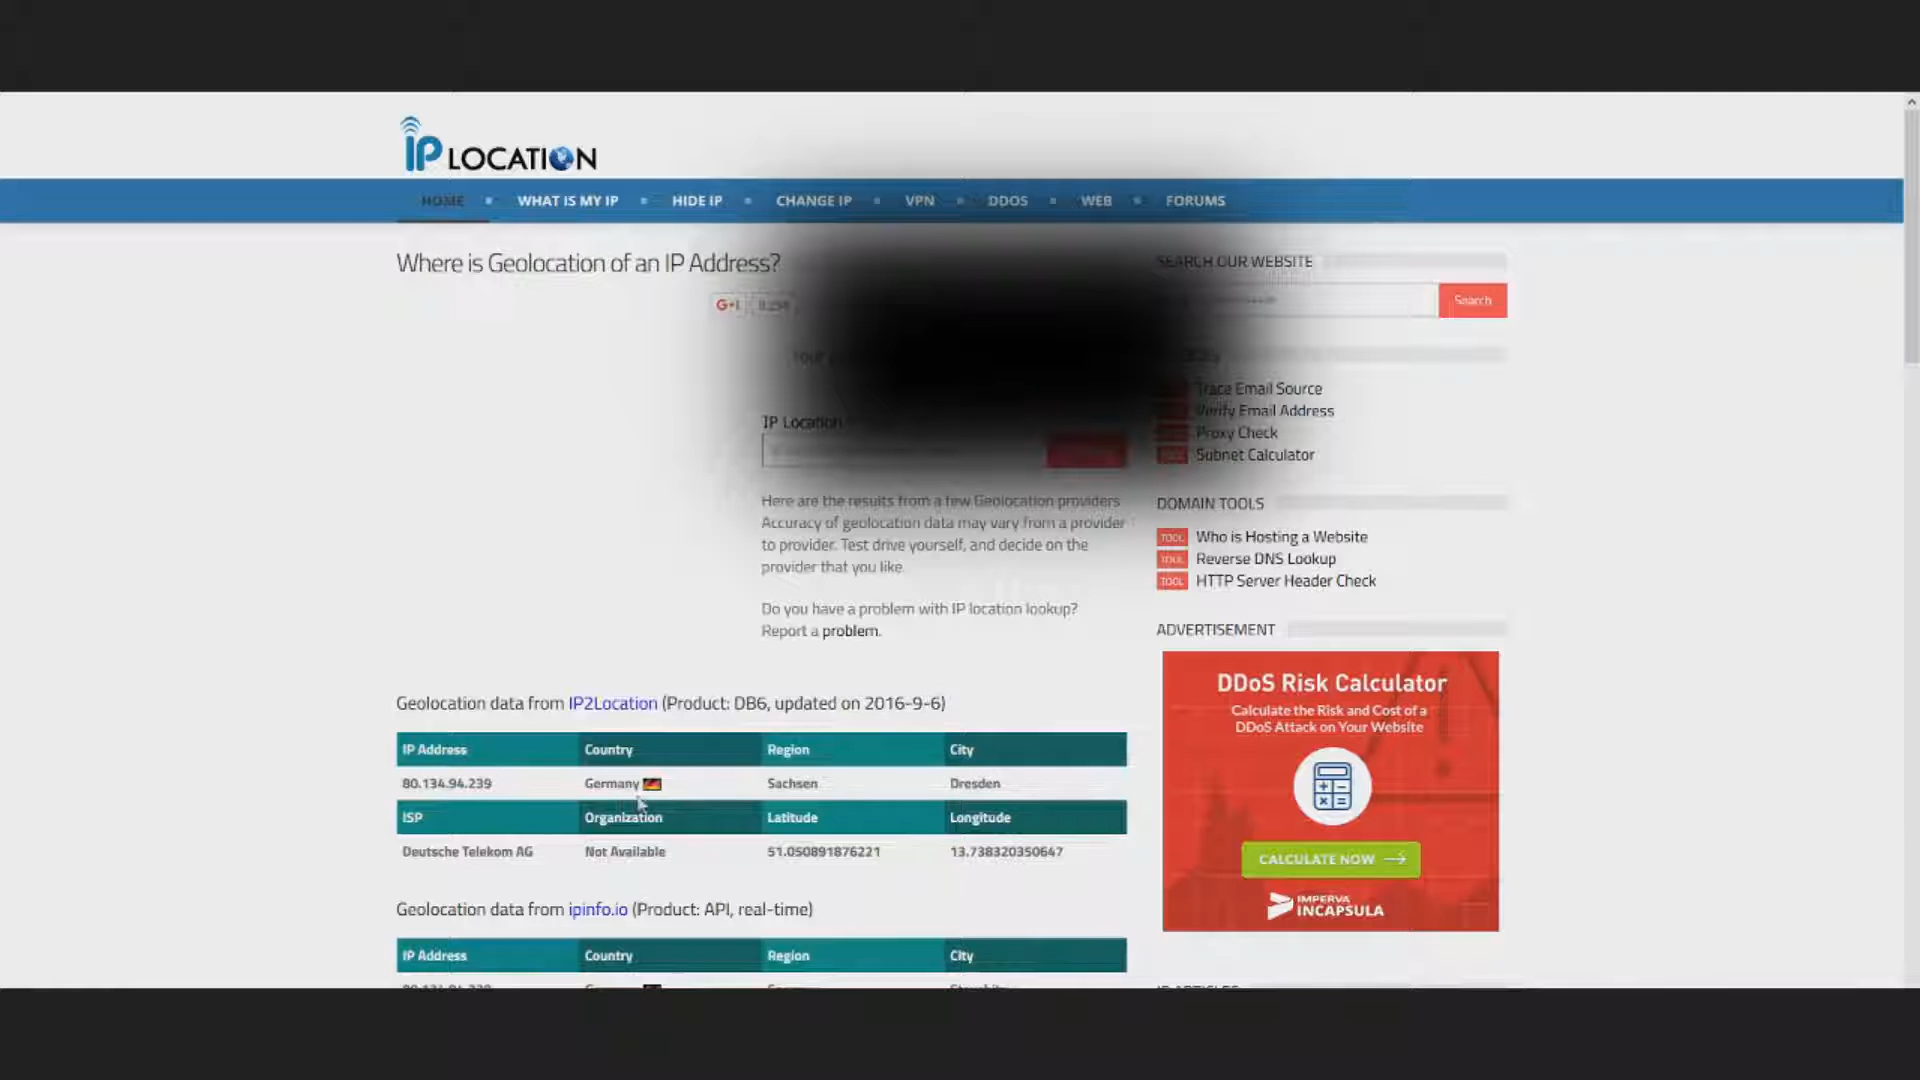 IP LOCATION
HOME WHAT IS MY IP HIDE IP CHANGE IP VPN DDOS WEB FORUMS
Where is Geolocation of an IP Address?
G+1
IP Location
Here are the results from a few Geolocation providers
Accuracy of geolocation data may vary from a provider
to provider. Test drive yourself, and decide on the
provider that you like.
Do you have a problem with IP location lookup?
Report a problem.
Geolocation data from IP2Location (Product: DB6, updated on 2016-9-6)
IP Address Country Region City
80.134.94.239 Germany Sachsen Dresden
ISP Organization Latitude Longitude
Deutsche Telekom AG Not Available 51.050891876221 13.738320350647
Geolocation data from ipinfo.io (Product: API, real-time)
IP Address Country Region City
SEARCH OUR WEBSITE
Search
Trace Email Source
Verify Email Address
Proxy Check
TOOL Subnet Calculator
DOMAIN TOOLS
TOOL Who is Hosting a Website
TOOL Reverse DNS Lookup
TOOL HTTP Server Header Check
ADVERTISEMENT
DDoS Risk Calculator
Calculate the Risk and Cost of a
DDoS Attack on Your Website
CALCULATE NOW
IMPERVA
INCAPSULA